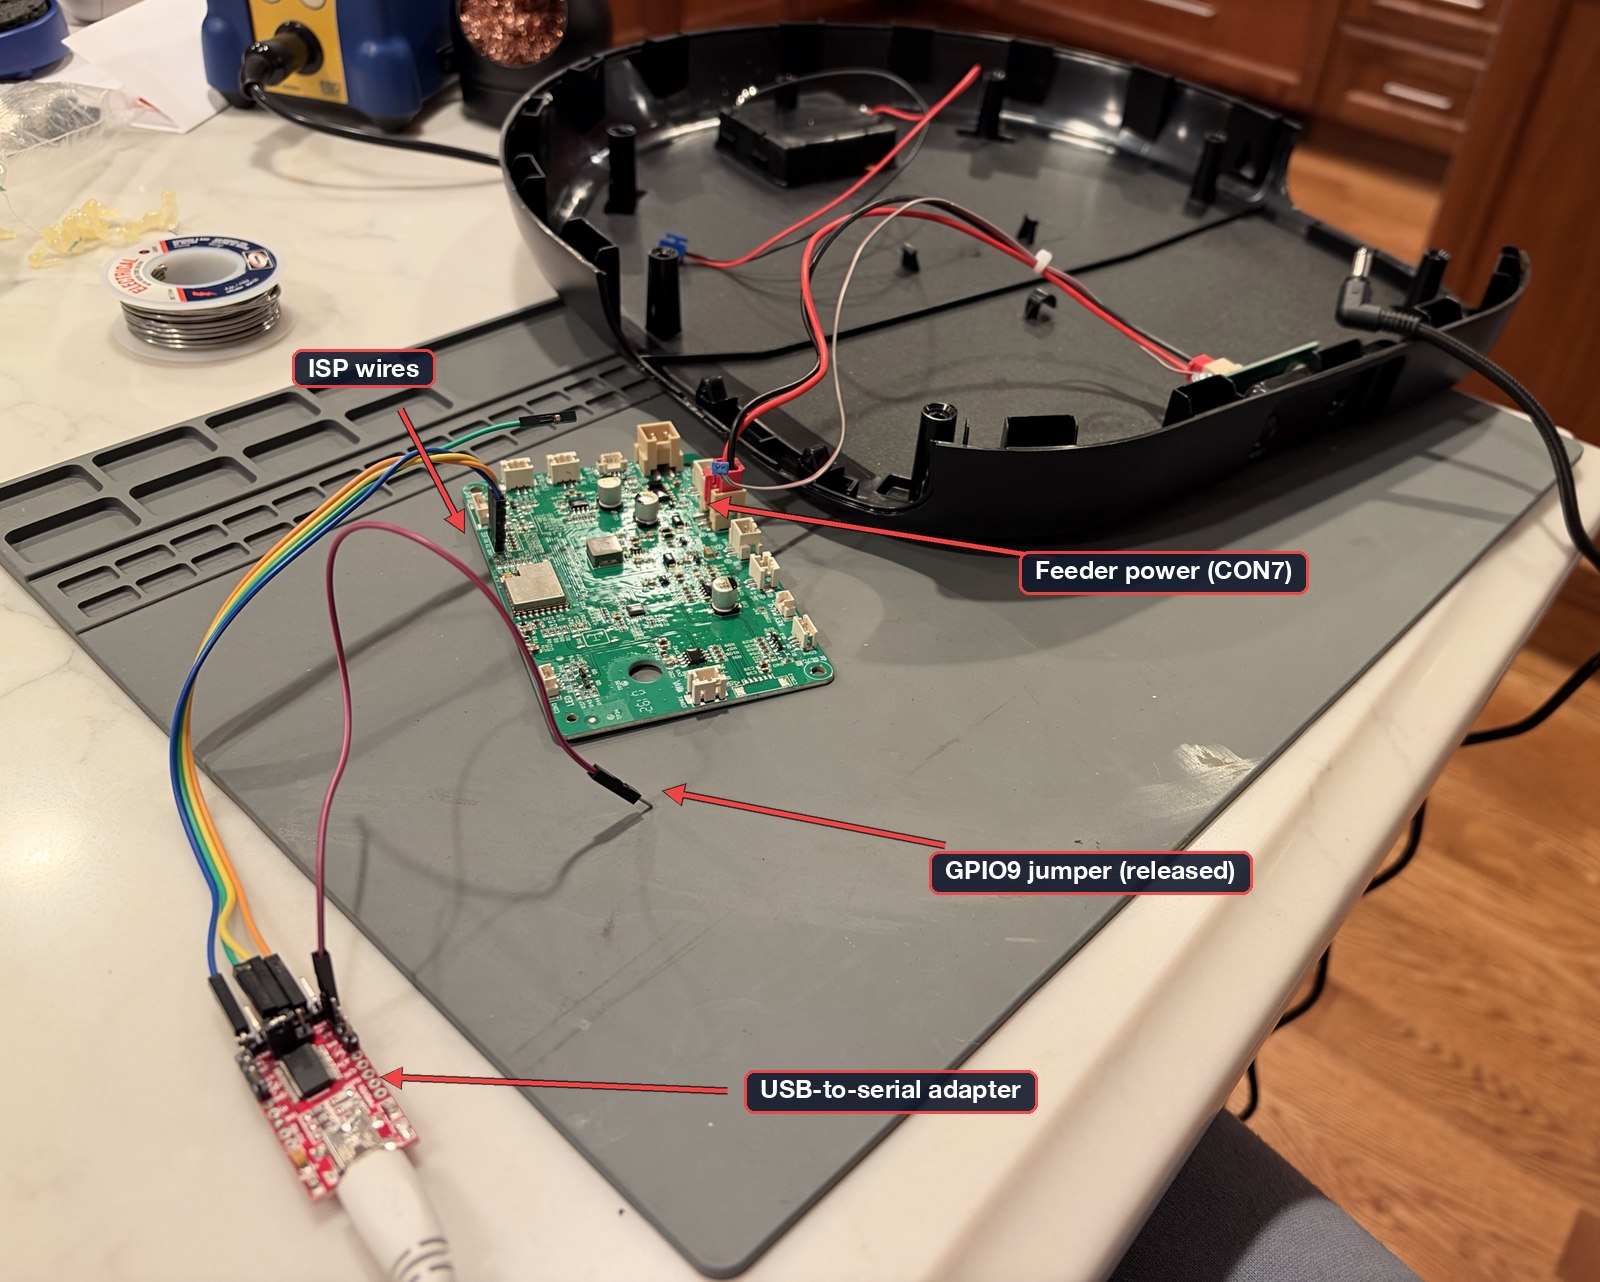 ISP wires
Feeder power (CON7)
GPIO9 jumper (released)
USB-to-serial adapter